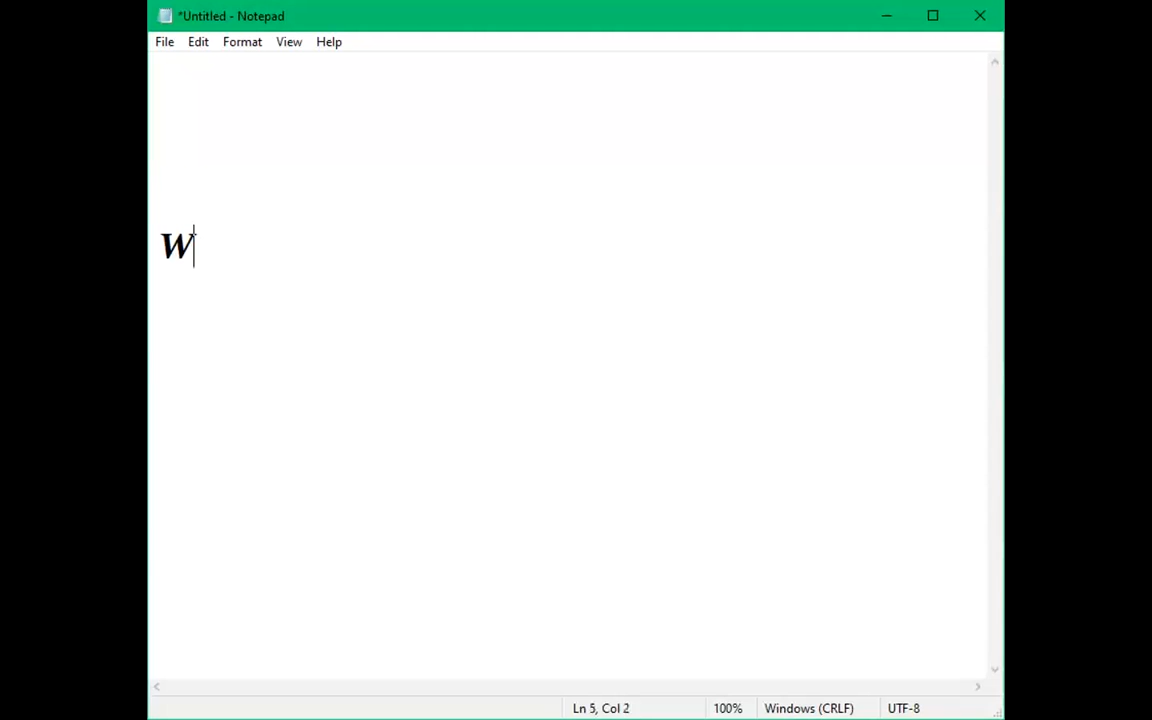 *Untitled - Notepad
File Edit Format View Help
W
Ln 5, Col 2 100% Windows (CRLF) UTF-8